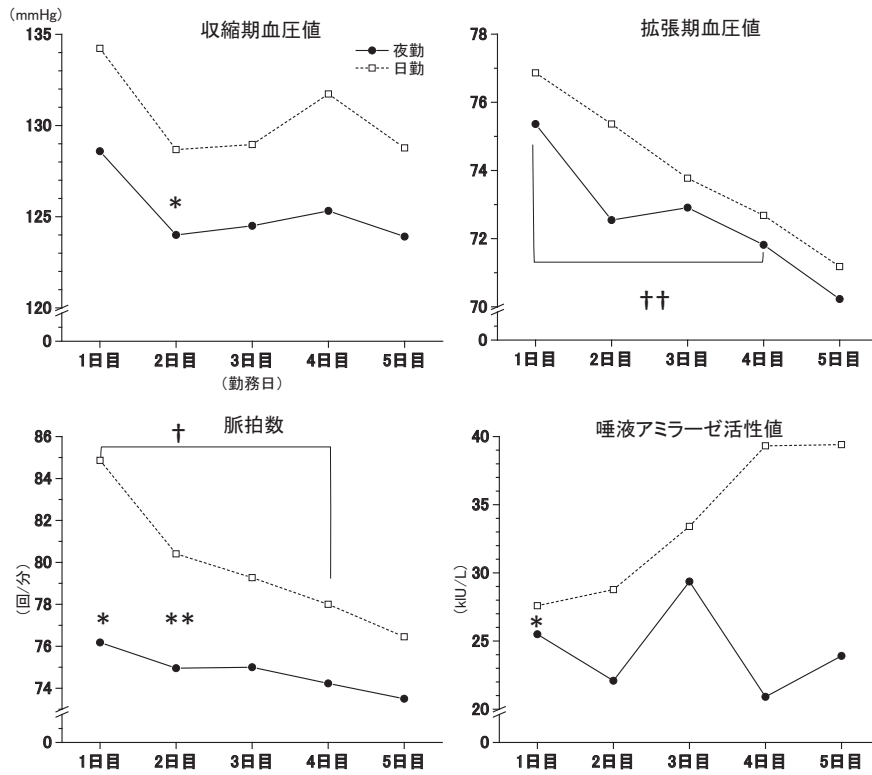 (mmHg)
収縮期血圧値
夜勤
日勤
135
130
125
120
0
*
1日目 2日目 3日目 4日目 5日目
(勤務日)
拡張期血圧値
78
76
74
72
70
0
††
1日目 2日目 3日目 4日目 5日目
脈拍数
(回/分)
86
84
82
80
78
76
74
0
†
* **
1日目 2日目 3日目 4日目 5日目
唾液アミラーゼ活性値
(kIU/L)
40
35
30
25
20
0
*
1日目 2日目 3日目 4日目 5日目